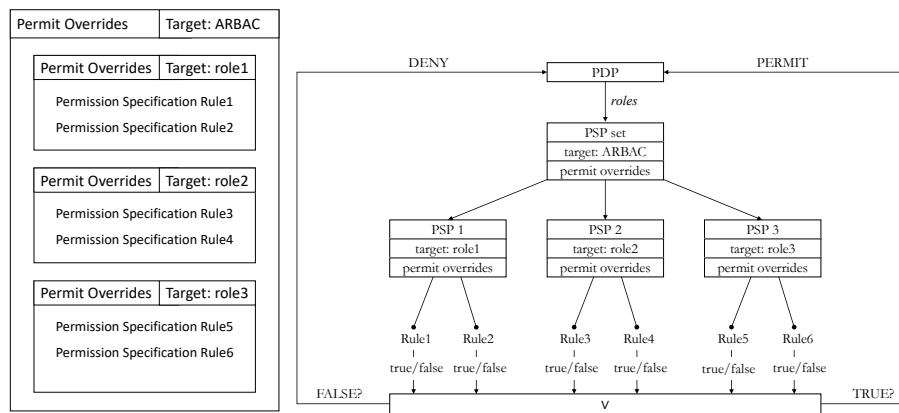 Permit Overrides Target: ARBAC
Permit Overrides Target: role1
Permission Specification Rule1
Permission Specification Rule2
Permit Overrides Target: role2
Permission Specification Rule3
Permission Specification Rule4
Permit Overrides Target: role3
Permission Specification Rule5
Permission Specification Rule6
DENY PERMIT
PDP
roles
PSP set
target: ARBAC
permit overrides
PSP 1 PSP 2 PSP 3
target: role1 target: role2 target: role3
permit overrides permit overrides permit overrides
Rule1 Rule2 Rule3 Rule4 Rule5 Rule6
true/false true/false true/false true/false true/false true/false
FALSE? TRUE?
∨